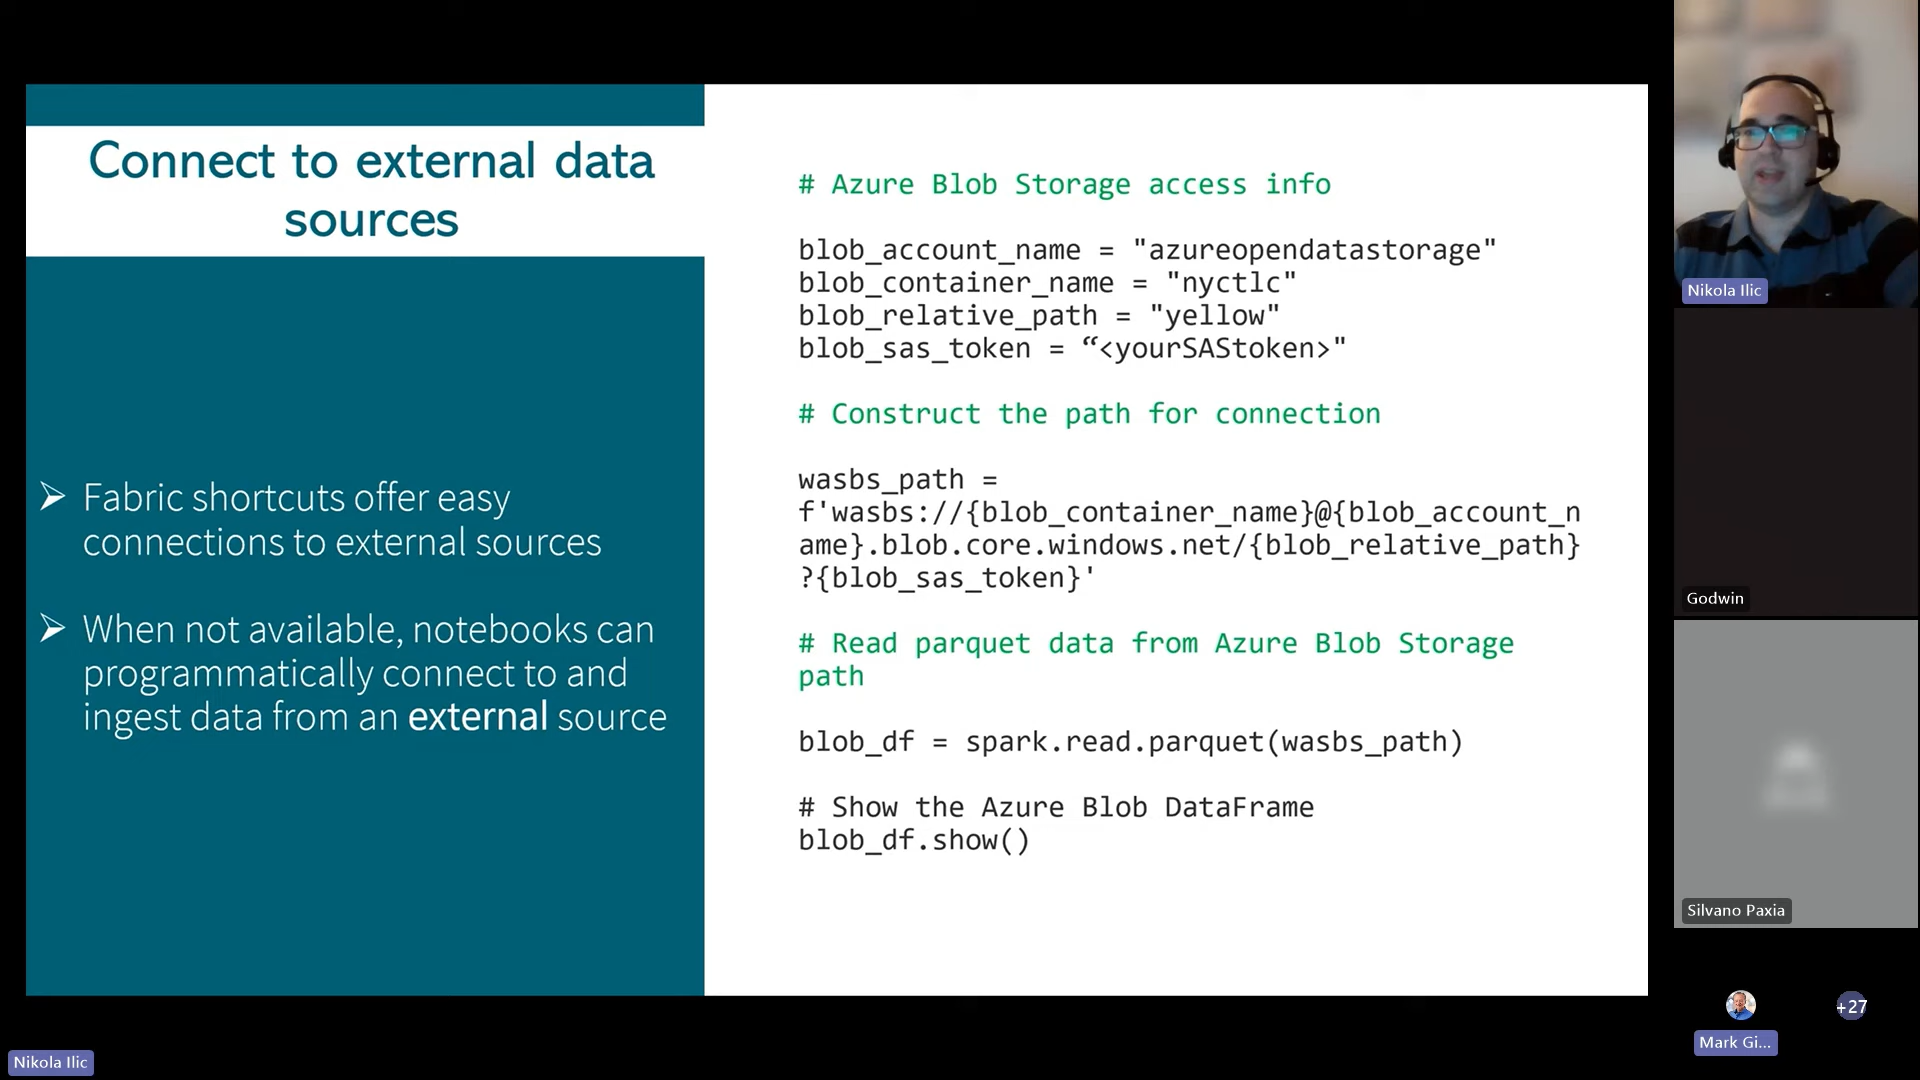 Connect to external data
sources
➢ Fabric shortcuts offer easy
connections to external sources
➢ When not available, notebooks can
programmatically connect to and
ingest data from an external source
# Azure Blob Storage access info
blob_account_name = "azureopendatastorage"
blob_container_name = "nyctlc"
blob_relative_path = "yellow"
blob_sas_token = “<yourSAStoken>"
# Construct the path for connection
wasbs_path =
f'wasbs://{blob_container_name}@{blob_account_n
ame}.blob.core.windows.net/{blob_relative_path}
?{blob_sas_token}'
# Read parquet data from Azure Blob Storage
path
blob_df = spark.read.parquet(wasbs_path)
# Show the Azure Blob DataFrame
blob_df.show()
Nikola Ilic
Godwin
Silvano Paxia
+27
Mark Gi...
Nikola Ilic